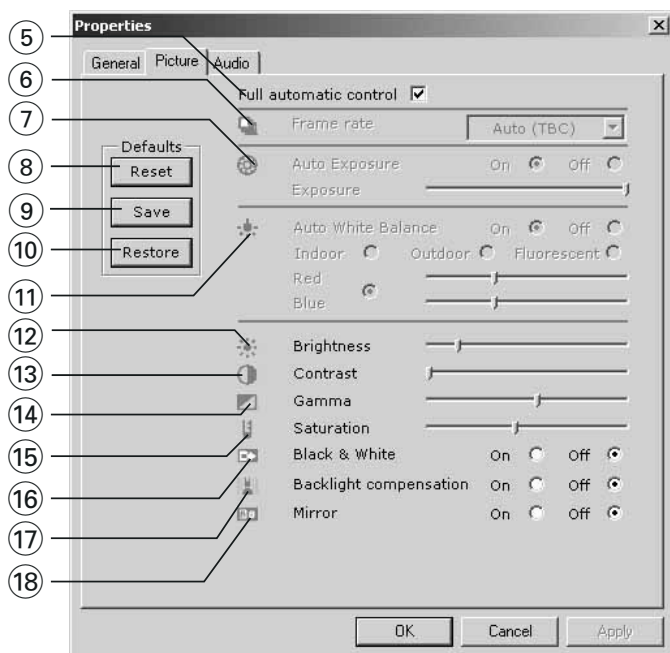 Properties
General Picture Audio
5
Full automatic control
6
Frame rate Auto (TBC)
7
Auto Exposure On Off
Exposure
Defaults
8
Reset
9
Save
10
Restore
11
Auto White Balance On Off
Indoor Outdoor Fluorescent
Red
Blue
12
Brightness
13
Contrast
14
Gamma
15
Saturation
16
Black & White On Off
17
Backlight compensation On Off
18
Mirror On Off
OK Cancel Apply